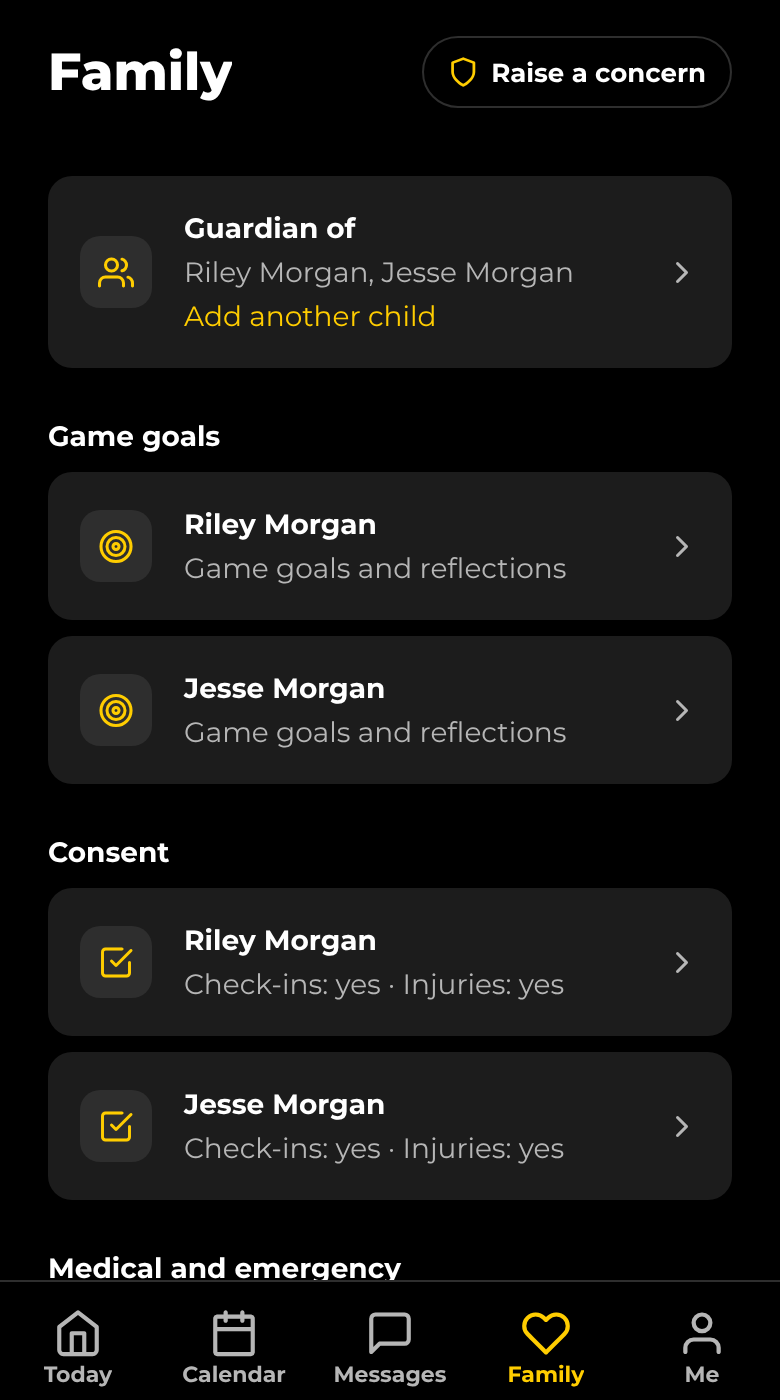 Family
Raise a concern
Guardian of
Riley Morgan, Jesse Morgan
Add another child
Game goals
Riley Morgan
Game goals and reflections
Jesse Morgan
Game goals and reflections
Consent
Riley Morgan
Check-ins: yes · Injuries: yes
Jesse Morgan
Check-ins: yes · Injuries: yes
Medical and emergency
Today
Calendar
Messages
Family
Me